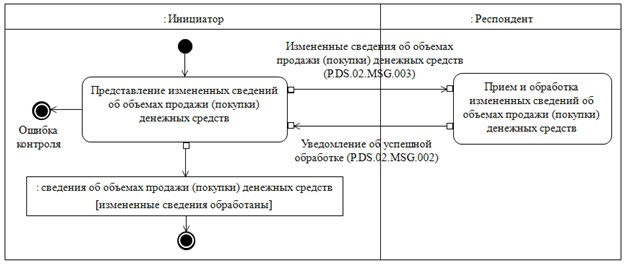 : Инициатор
: Респондент
Измененные сведения об объемах
продажи (покупки) денежных средств
(P.DS.02.MSG.003)
Представление измененных сведений
об объемах продажи (покупки)
денежных средств
Прием и обработка
измененных сведений об
объемах продажи (покупки)
денежных средств
Ошибка
контроля
Уведомление об успешной
обработке (P.DS.02.MSG.002)
: сведения об объемах продажи (покупки) денежных средств
[измененные сведения обработаны]